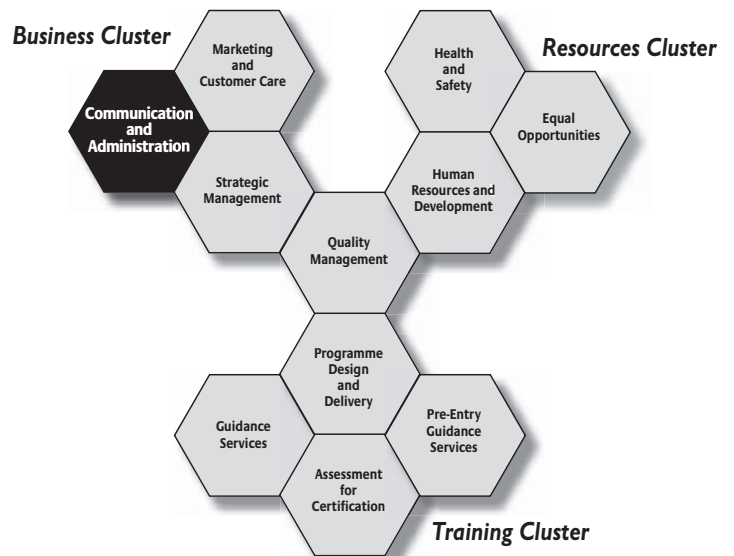 Business Cluster
Marketing
and
Customer Care
Communication
and
Administration
Strategic
Management
Resources Cluster
Health
and
Safety
Equal
Opportunities
Human
Resources and
Development
Quality
Management
Programme
Design
and
Delivery
Guidance
Services
Pre-Entry
Guidance
Services
Assessment
for
Certification
Training Cluster